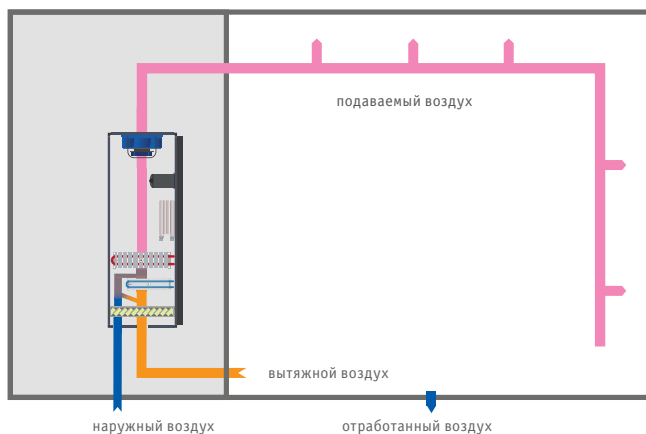 подаваемый воздух
вытяжной воздух
наружный воздух
отработанный воздух